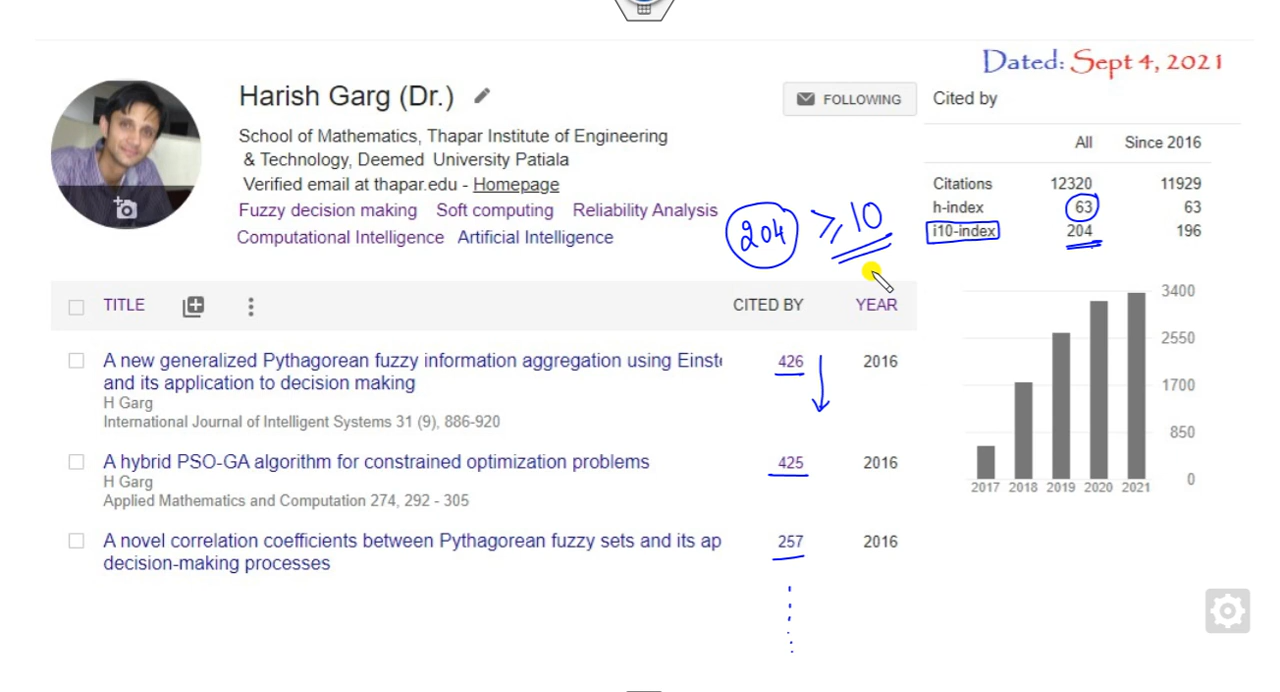 Dated: Sept 4, 2021
Harish Garg (Dr.)
FOLLOWING
Cited by
School of Mathematics, Thapar Institute of Engineering
& Technology, Deemed University Patiala
Verified email at thapar.edu - Homepage
Fuzzy decision making Soft computing Reliability Analysis
Computational Intelligence Artificial Intelligence
All Since 2016
Citations 12320 11929
h-index 63 63
i10-index 204 196
204 ≥ 10
TITLE CITED BY YEAR
A new generalized Pythagorean fuzzy information aggregation using Einste 426 2016
and its application to decision making
H Garg
International Journal of Intelligent Systems 31 (9), 886-920
A hybrid PSO-GA algorithm for constrained optimization problems 425 2016
H Garg
Applied Mathematics and Computation 274, 292 - 305
A novel correlation coefficients between Pythagorean fuzzy sets and its ap 257 2016
decision-making processes
3400
2550
1700
850
0
2017 2018 2019 2020 2021